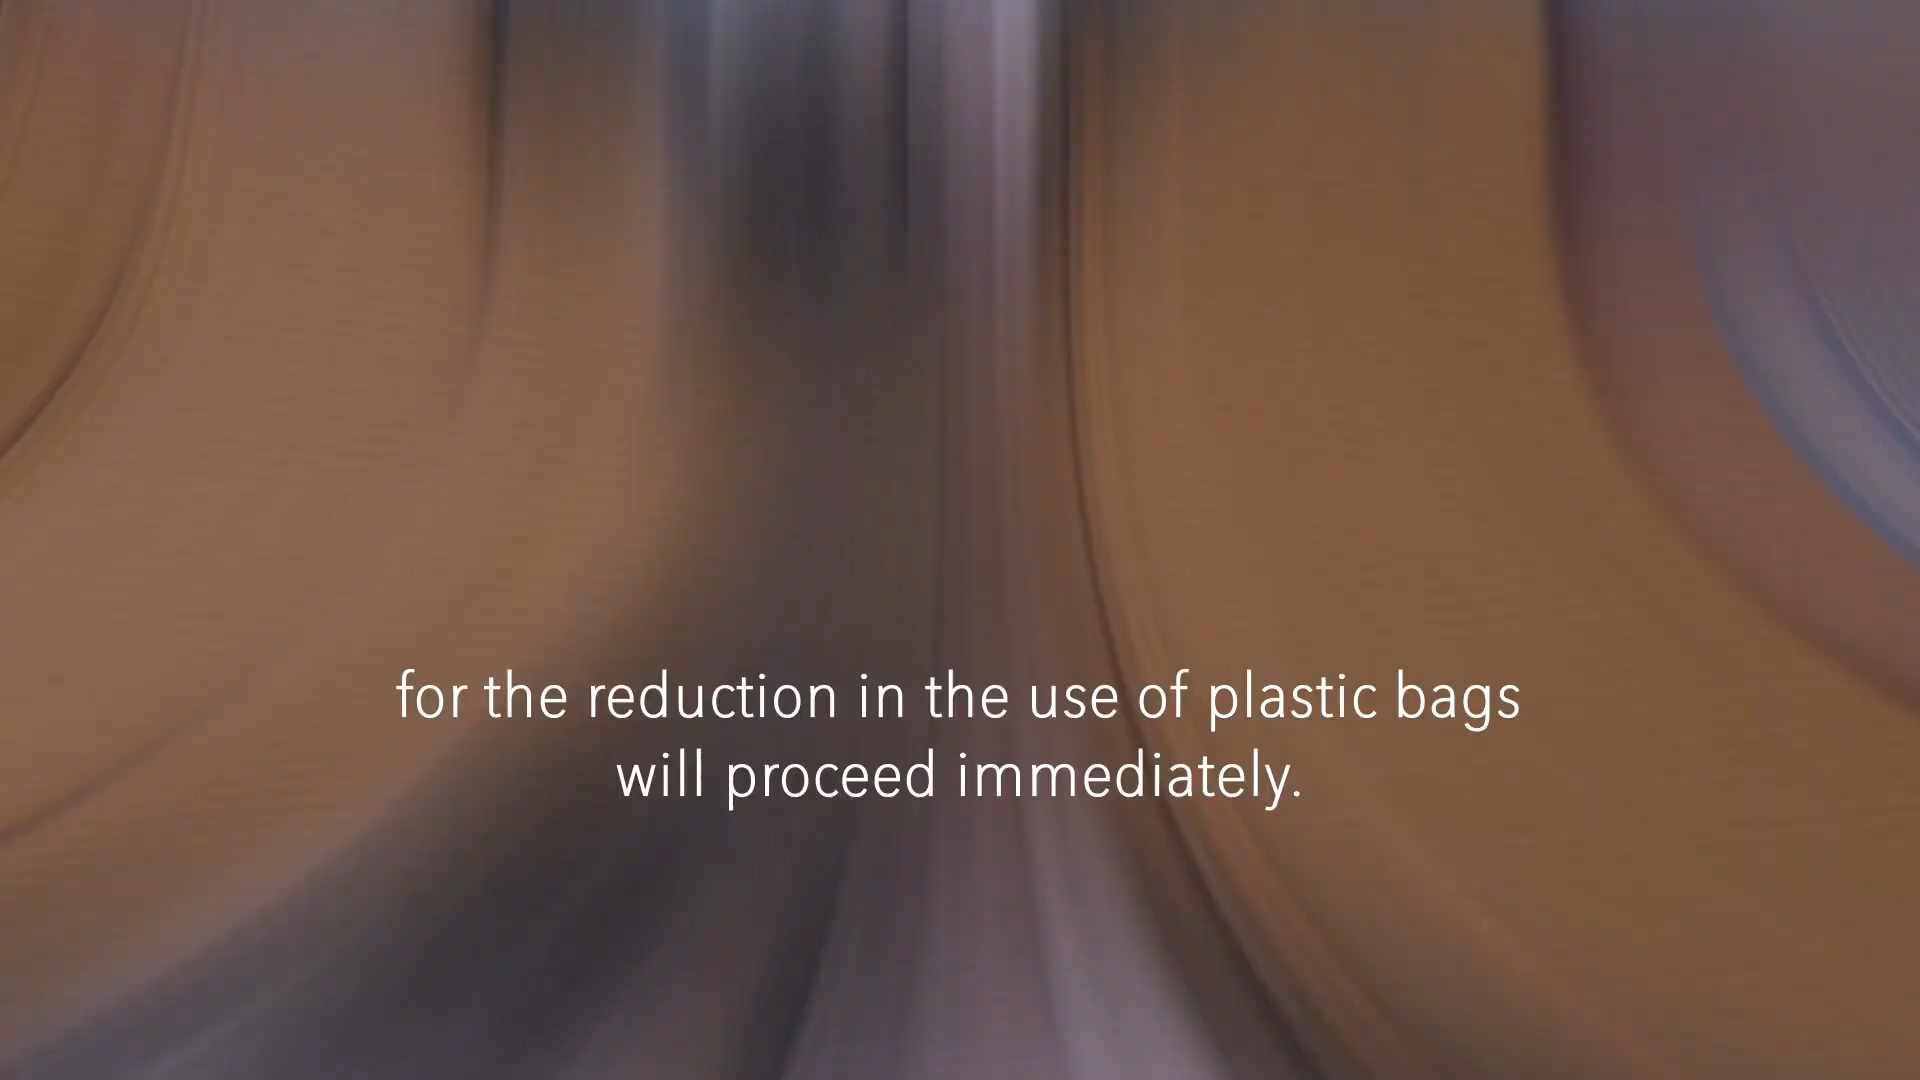 for the reduction in the use of plastic bags
will proceed immediately.